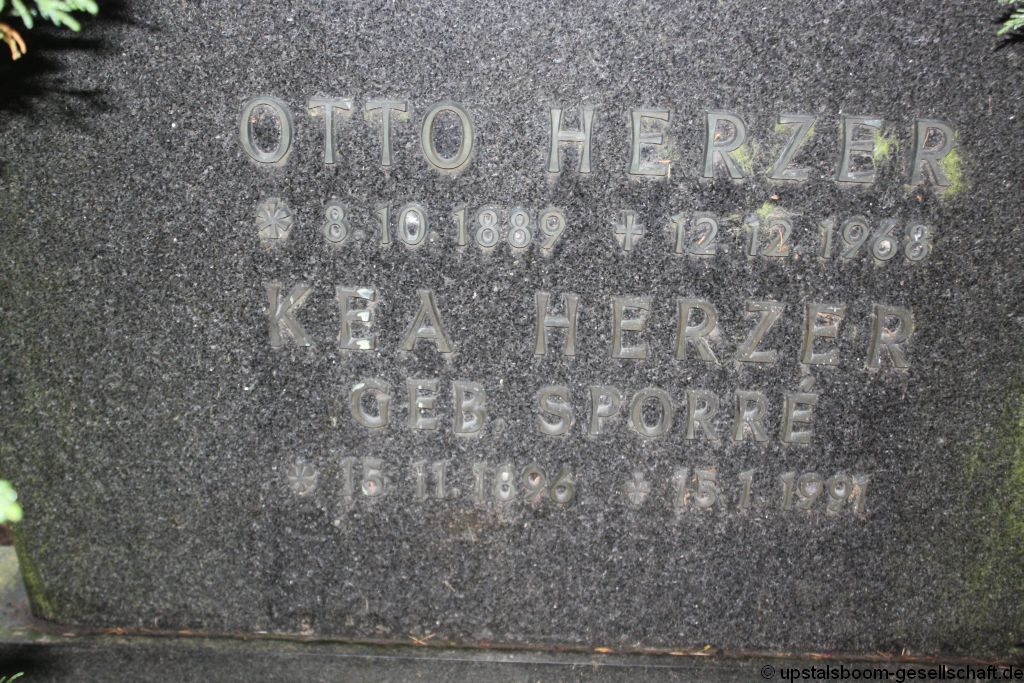 OTTO HERZER
* 8.10.1889 + 12.12.1968
KEA HERZER
GEB. SPORRÉ
* 15.11.1896 + 15.1.1991
© upstalsboom-gesellschaft.de